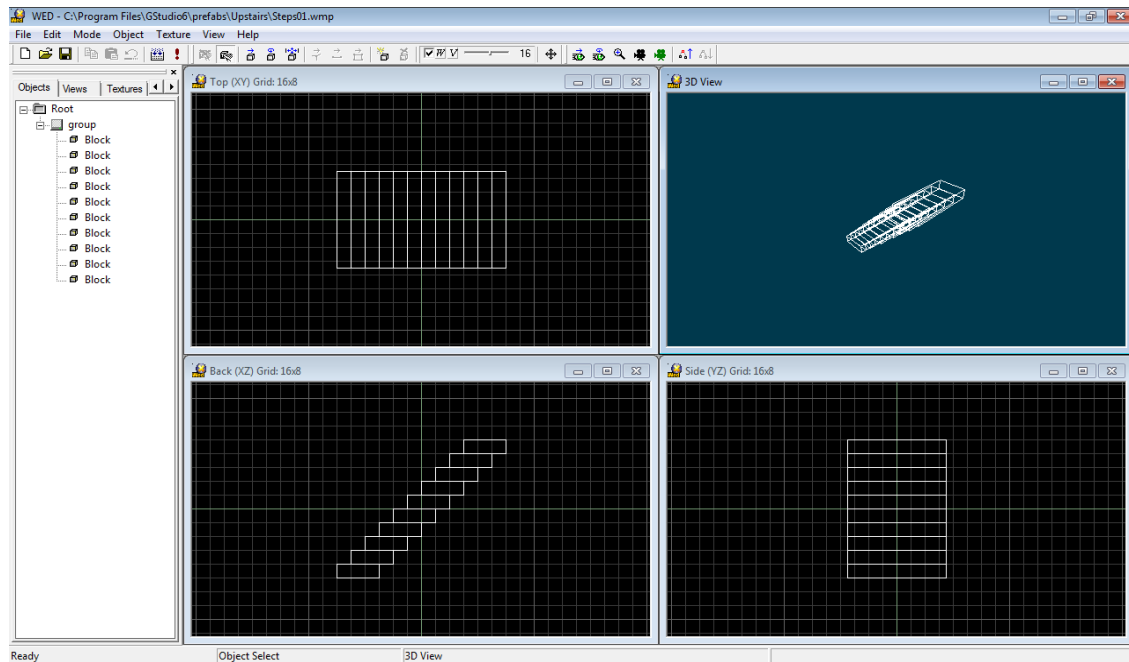 WED - C:\Program Files\GStudio6\prefabs\Upstairs\Steps01.wmp
File Edit Mode Object Texture View Help
W V 16
Objects Views Textures
Root
group
Block
Block
Block
Block
Block
Block
Block
Block
Block
Block
Top (XY) Grid: 16x8
3D View
Back (XZ) Grid: 16x8
Side (YZ) Grid: 16x8
Ready Object Select 3D View